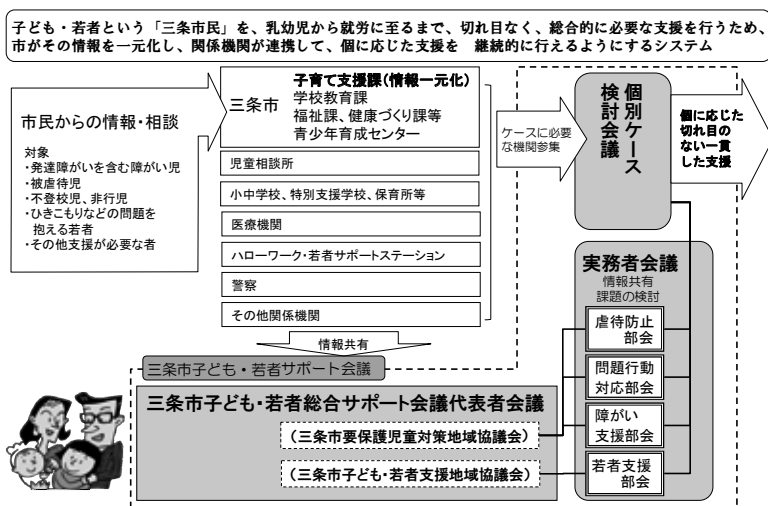 子ども・若者という「三条市民」を、乳幼児から就労に至るまで、切れ目なく、総合的に必要な支援を行うため、
市がその情報を一元化し、関係機関が連携して、個に応じた支援を 継続的に行えるようにするシステム
市民からの情報・相談
対象
・発達障がいを含む障がい児
・被虐待児
・不登校児、非行児
・ひきこもりなどの問題を
抱える若者
・その他支援が必要な者
三条市
子育て支援課(情報一元化)
学校教育課
福祉課、健康づくり課等
青少年育成センター
児童相談所
小中学校、特別支援学校、保育所等
医療機関
ハローワーク・若者サポートステーション
警察
その他関係機関
情報共有
ケースに必要
な機関参集
個別ケース
検討会議
個に応じた
切れ目の
ない一貫
した支援
実務者会議
情報共有
課題の検討
虐待防止
部会
問題行動
対応部会
障がい
支援部会
若者支援
部会
三条市子ども・若者サポート会議
三条市子ども・若者総合サポート会議代表者会議
(三条市要保護児童対策地域協議会)
(三条市子ども・若者支援地域協議会)